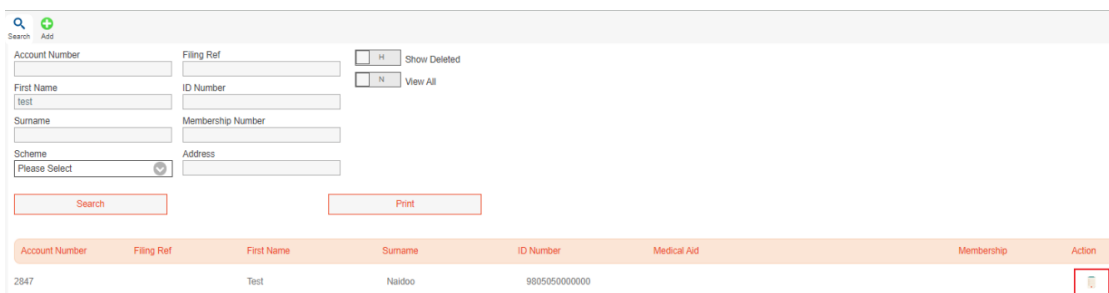 Search Add
Account Number Filing Ref
H Show Deleted
N View All
First Name ID Number
test
Surname Membership Number
Scheme Address
Please Select
Search Print
Account Number Filing Ref First Name Surname ID Number Medical Aid Membership Action
2847 Test Naidoo 9805050000000